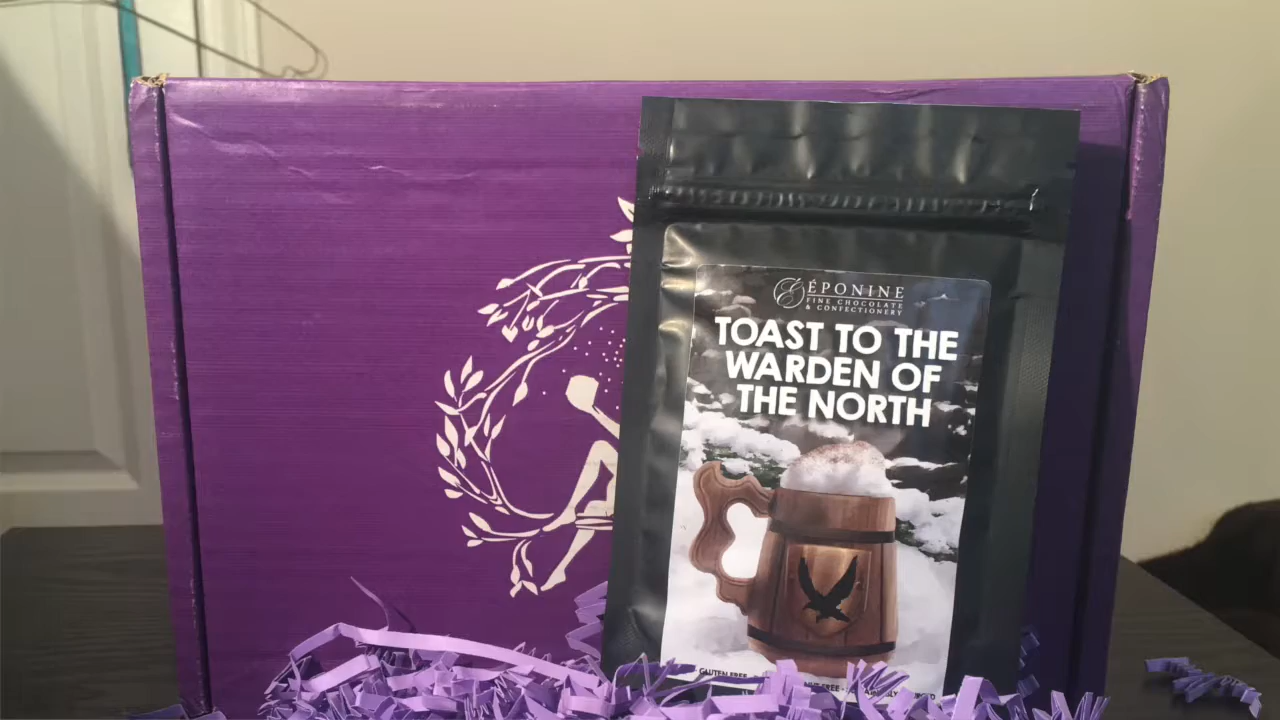 ÉPONINE
FINE CHOCOLATE
& CONFECTIONERY
TOAST TO THE
WARDEN OF
THE NORTH
GLUTEN FREE